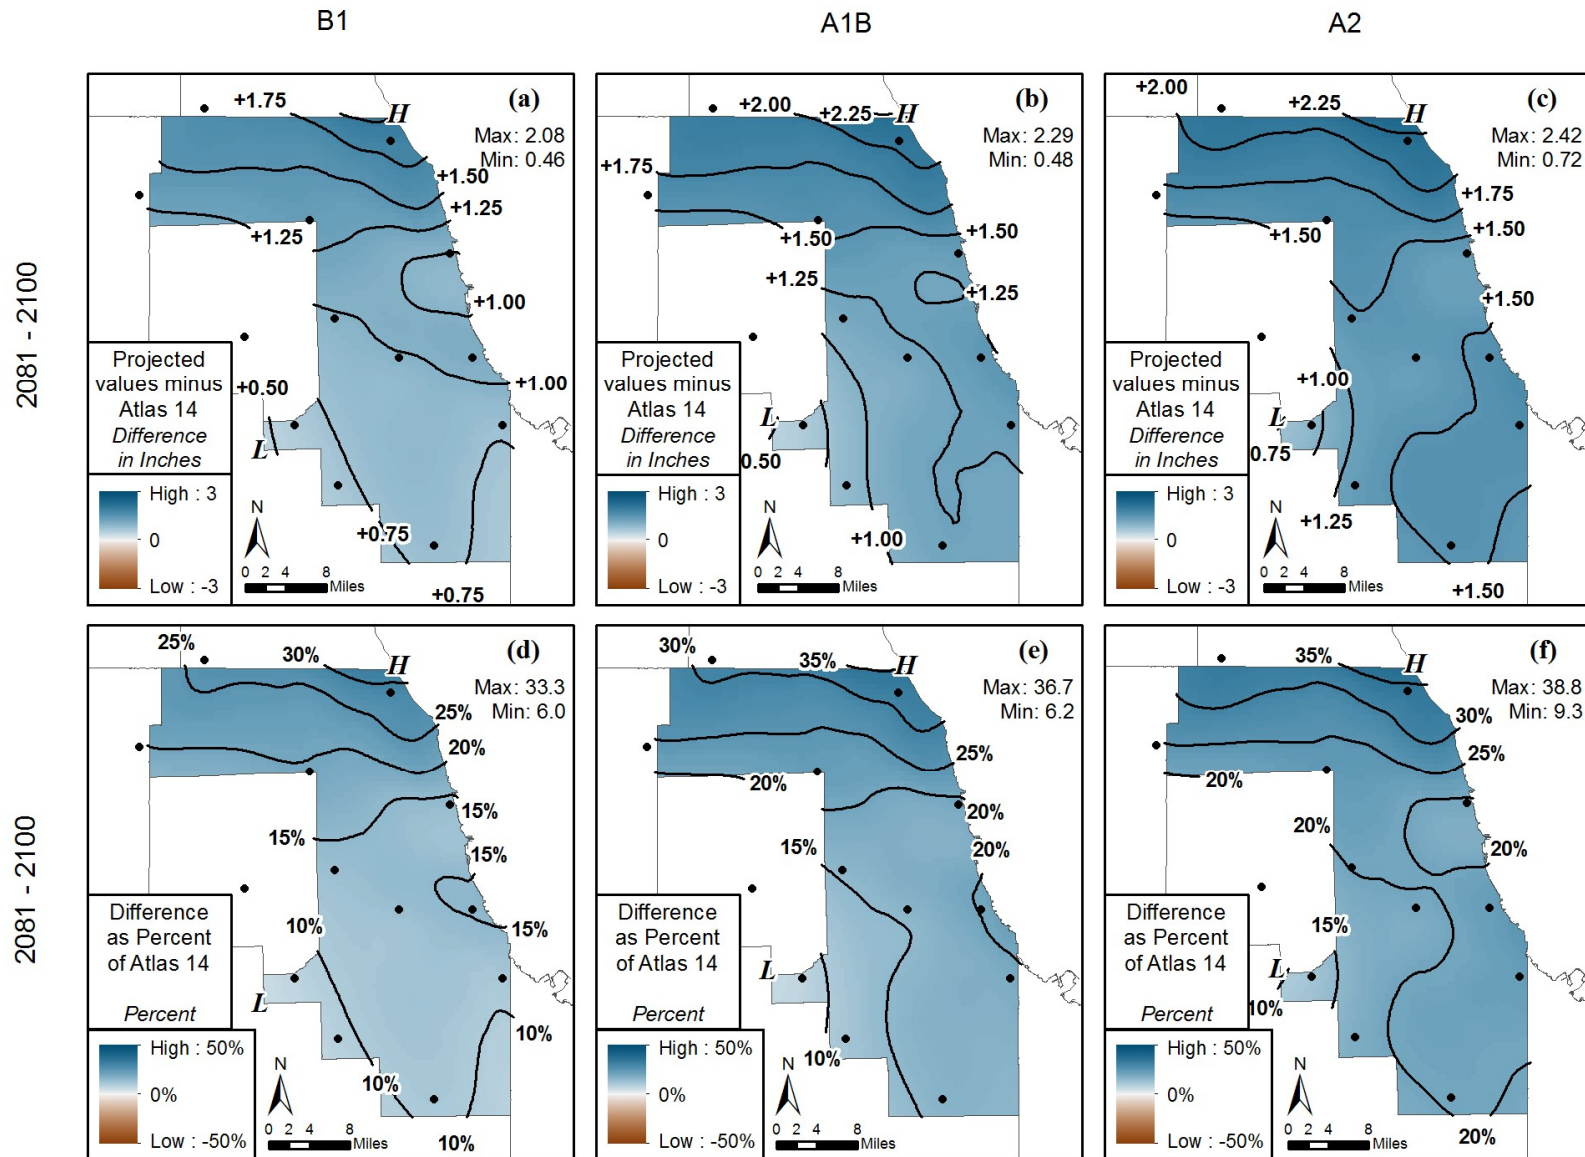 B1
A1B
A2
2081 - 2100
+1.75
(a)
H
Max: 2.08
Min: 0.46
+1.50
+1.25
+1.25
+1.00
+1.00
+0.50
L
+0.75
+0.75
Projected
values minus
Atlas 14
Difference
in Inches
High : 3
0
Low : -3
N
0 2 4 8
Miles
+2.00
+2.25
(b)
H
Max: 2.29
Min: 0.48
+1.75
+1.50
+1.50
+1.25
+1.25
L
0.50
+1.00
Projected
values minus
Atlas 14
Difference
in Inches
High : 3
0
Low : -3
N
0 2 4 8
Miles
+2.00
+2.25
(c)
H
Max: 2.42
Min: 0.72
+1.75
+1.50
+1.50
+1.50
+1.00
L
0.75
+1.25
+1.50
Projected
values minus
Atlas 14
Difference
in Inches
High : 3
0
Low : -3
N
0 2 4 8
Miles
2081 - 2100
25%
30%
(d)
H
Max: 33.3
Min: 6.0
25%
20%
15%
15%
15%
15%
10%
L
10%
10%
10%
Difference
as Percent
of Atlas 14
Percent
High : 50%
0%
Low : -50%
N
0 2 4 8
Miles
30%
35%
(e)
H
Max: 36.7
Min: 6.2
25%
20%
20%
15%
20%
L
10%
Difference
as Percent
of Atlas 14
Percent
High : 50%
0%
Low : -50%
N
0 2 4 8
Miles
35%
(f)
H
Max: 38.8
Min: 9.3
30%
25%
20%
20%
20%
15%
L
10%
20%
Difference
as Percent
of Atlas 14
Percent
High : 50%
0%
Low : -50%
N
0 2 4 8
Miles